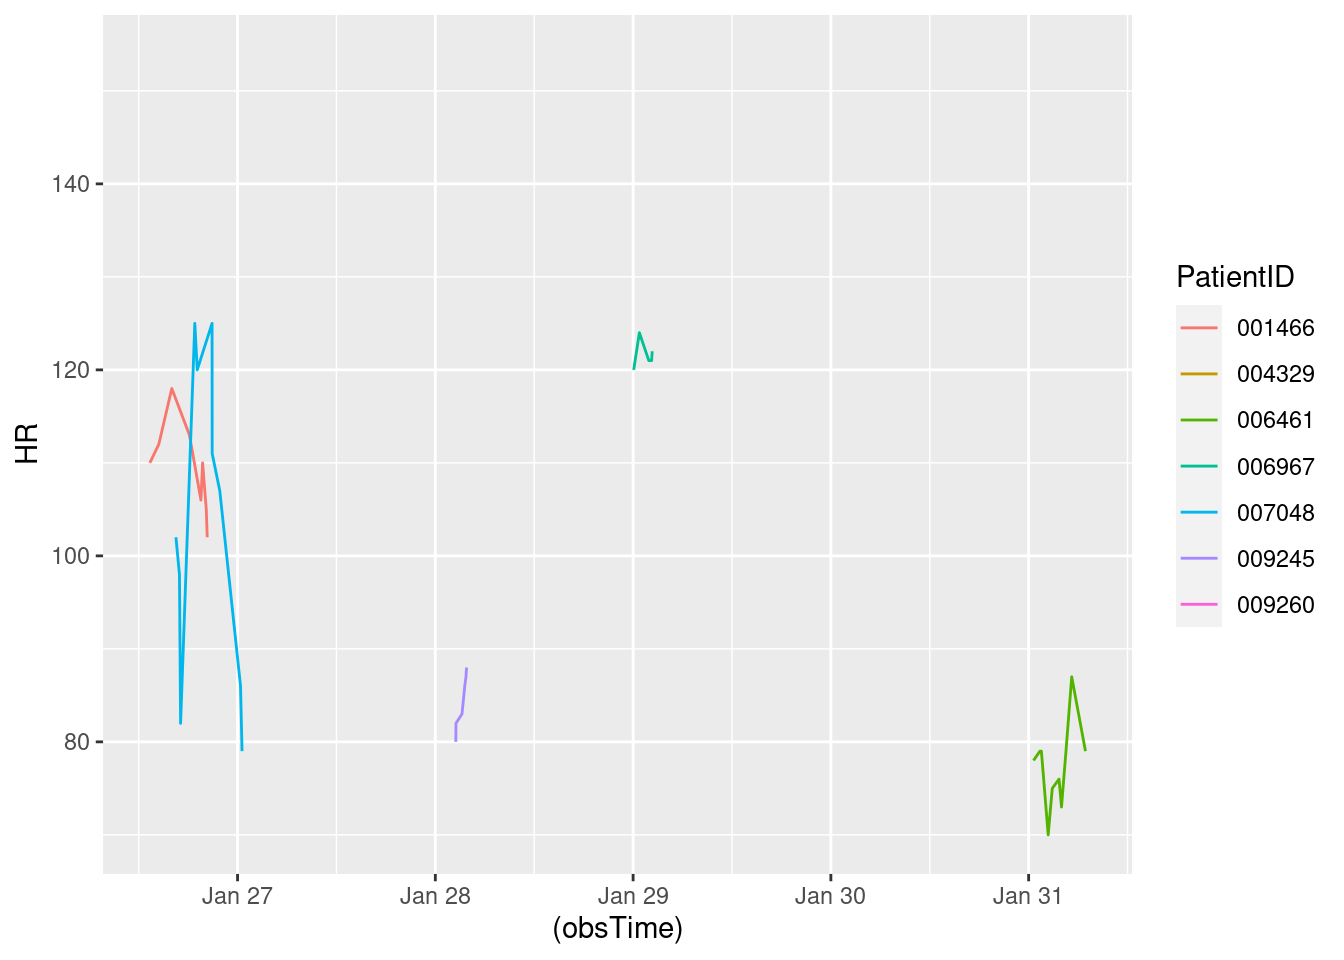 140
120
100
80
HR
Jan 27
Jan 28
Jan 29
Jan 30
Jan 31
(obsTime)
PatientID
001466
004329
006461
006967
007048
009245
009260